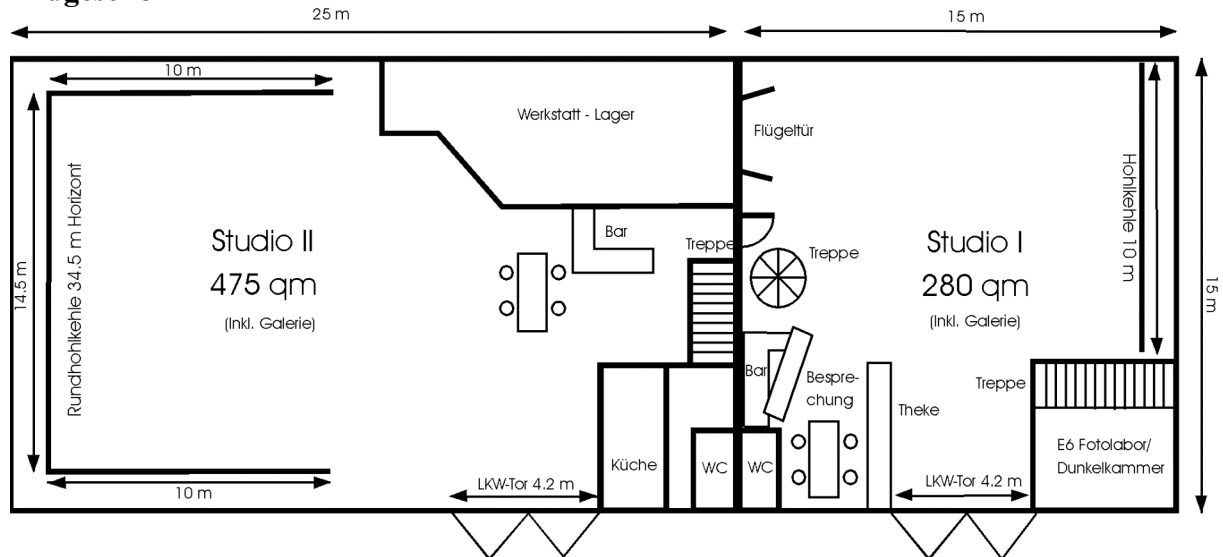 25 m
15 m
10 m
Werkstatt - Lager
Flügeltür
Hohlkehle 10 m
15 m
14.5 m
Rundhohlkehle 34.5 m Horizont
Studio II
475 qm
(Inkl. Galerie)
Bar
Treppe
Treppe
Studio I
280 qm
(Inkl. Galerie)
Bar
Bespre-
chung
Theke
Treppe
Küche
WC
WC
E6 Fotolabor/
Dunkelkammer
10 m
LKW-Tor 4.2 m
LKW-Tor 4.2 m